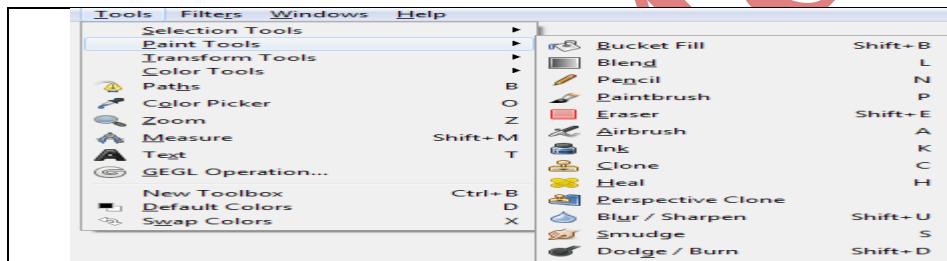 Tools Filters Windows Help
Selection Tools
Paint Tools
Transform Tools
Color Tools
Paths B
Color Picker O
Zoom Z
Measure Shift+M
Text T
GEGL Operation...
New Toolbox Ctrl+B
Default Colors D
Swap Colors X
Bucket Fill Shift+B
Blend L
Pencil N
Paintbrush P
Eraser Shift+E
Airbrush A
Ink K
Clone C
Heal H
Perspective Clone
Blur / Sharpen Shift+U
Smudge S
Dodge / Burn Shift+D